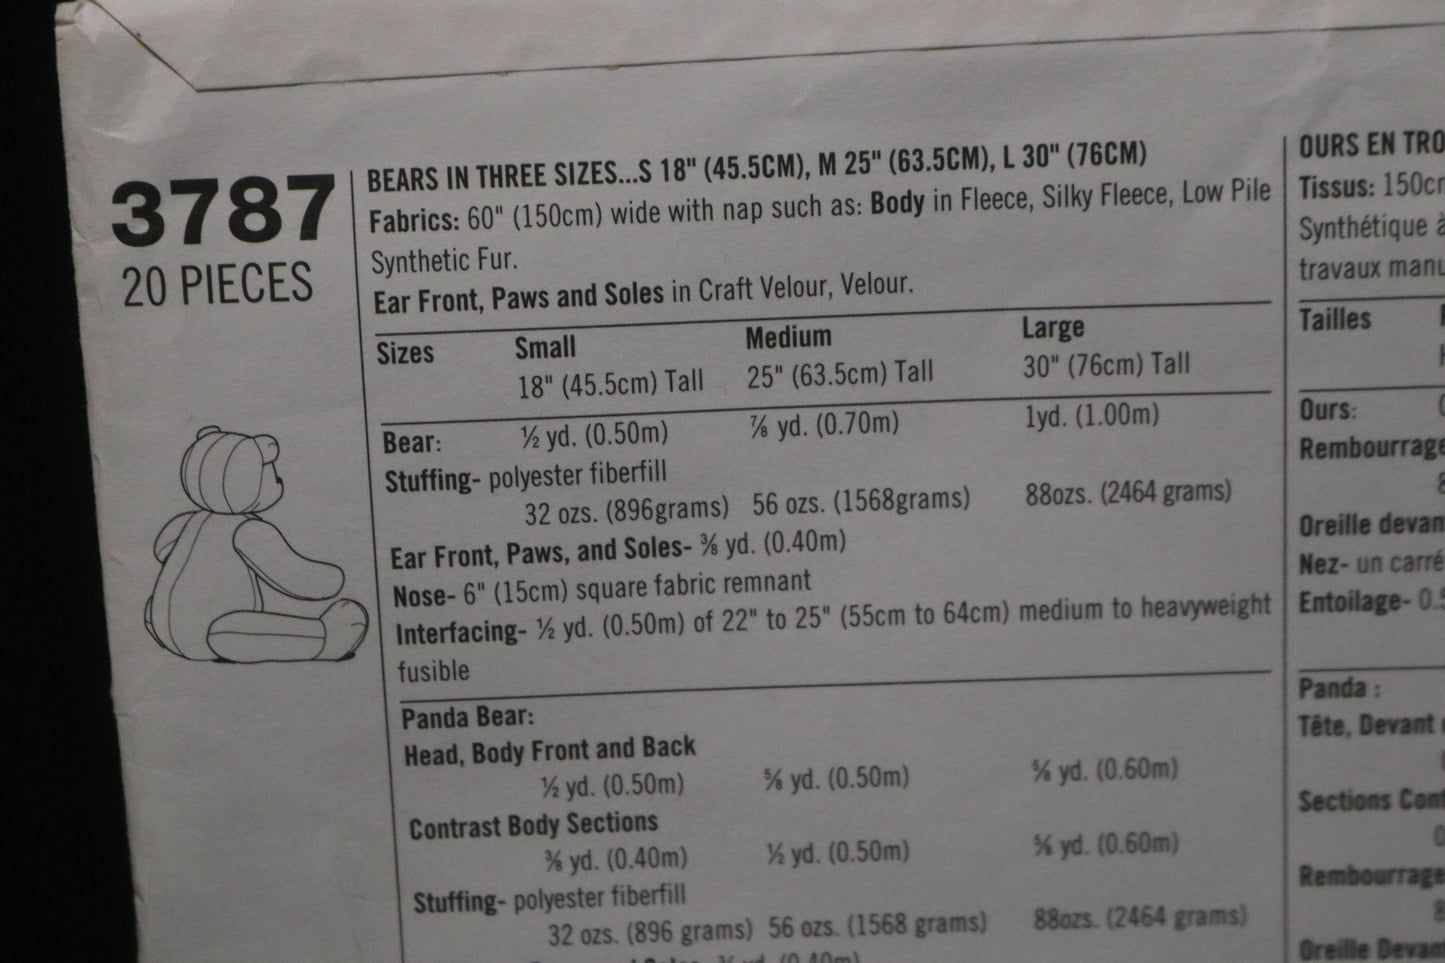 3787
20 PIECES
BEARS IN THREE SIZES...S 18" (45.5CM), M 25" (63.5CM), L 30" (76CM)
Fabrics: 60" (150cm) wide with nap such as: Body in Fleece, Silky Fleece, Low Pile
Synthetic Fur.
Ear Front, Paws and Soles in Craft Velour, Velour.
Sizes Small Medium Large
18" (45.5cm) Tall 25" (63.5cm) Tall 30" (76cm) Tall
Bear: ½ yd. (0.50m) ⅞ yd. (0.70m) 1yd. (1.00m)
Stuffing- polyester fiberfill
32 ozs. (896grams) 56 ozs. (1568grams) 88ozs. (2464 grams)
Ear Front, Paws, and Soles- ⅜ yd. (0.40m)
Nose- 6" (15cm) square fabric remnant
Interfacing- ½ yd. (0.50m) of 22" to 25" (55cm to 64cm) medium to heavyweight
fusible
Panda Bear:
Head, Body Front and Back
½ yd. (0.50m) ⅝ yd. (0.50m) ⅝ yd. (0.60m)
Contrast Body Sections
⅜ yd. (0.40m) ½ yd. (0.50m) ⅝ yd. (0.60m)
Stuffing- polyester fiberfill
32 ozs. (896 grams) 56 ozs. (1568 grams) 88ozs. (2464 grams)
OURS EN TRO
Tissus: 150cm
Synthétique à
travaux manu
Tailles
Ours:
Rembourrage
Oreille devan
Nez- un carré
Entoilage- 0.5
Panda :
Tête, Devant
Sections Cont
Rembourrage
Oreille Devan